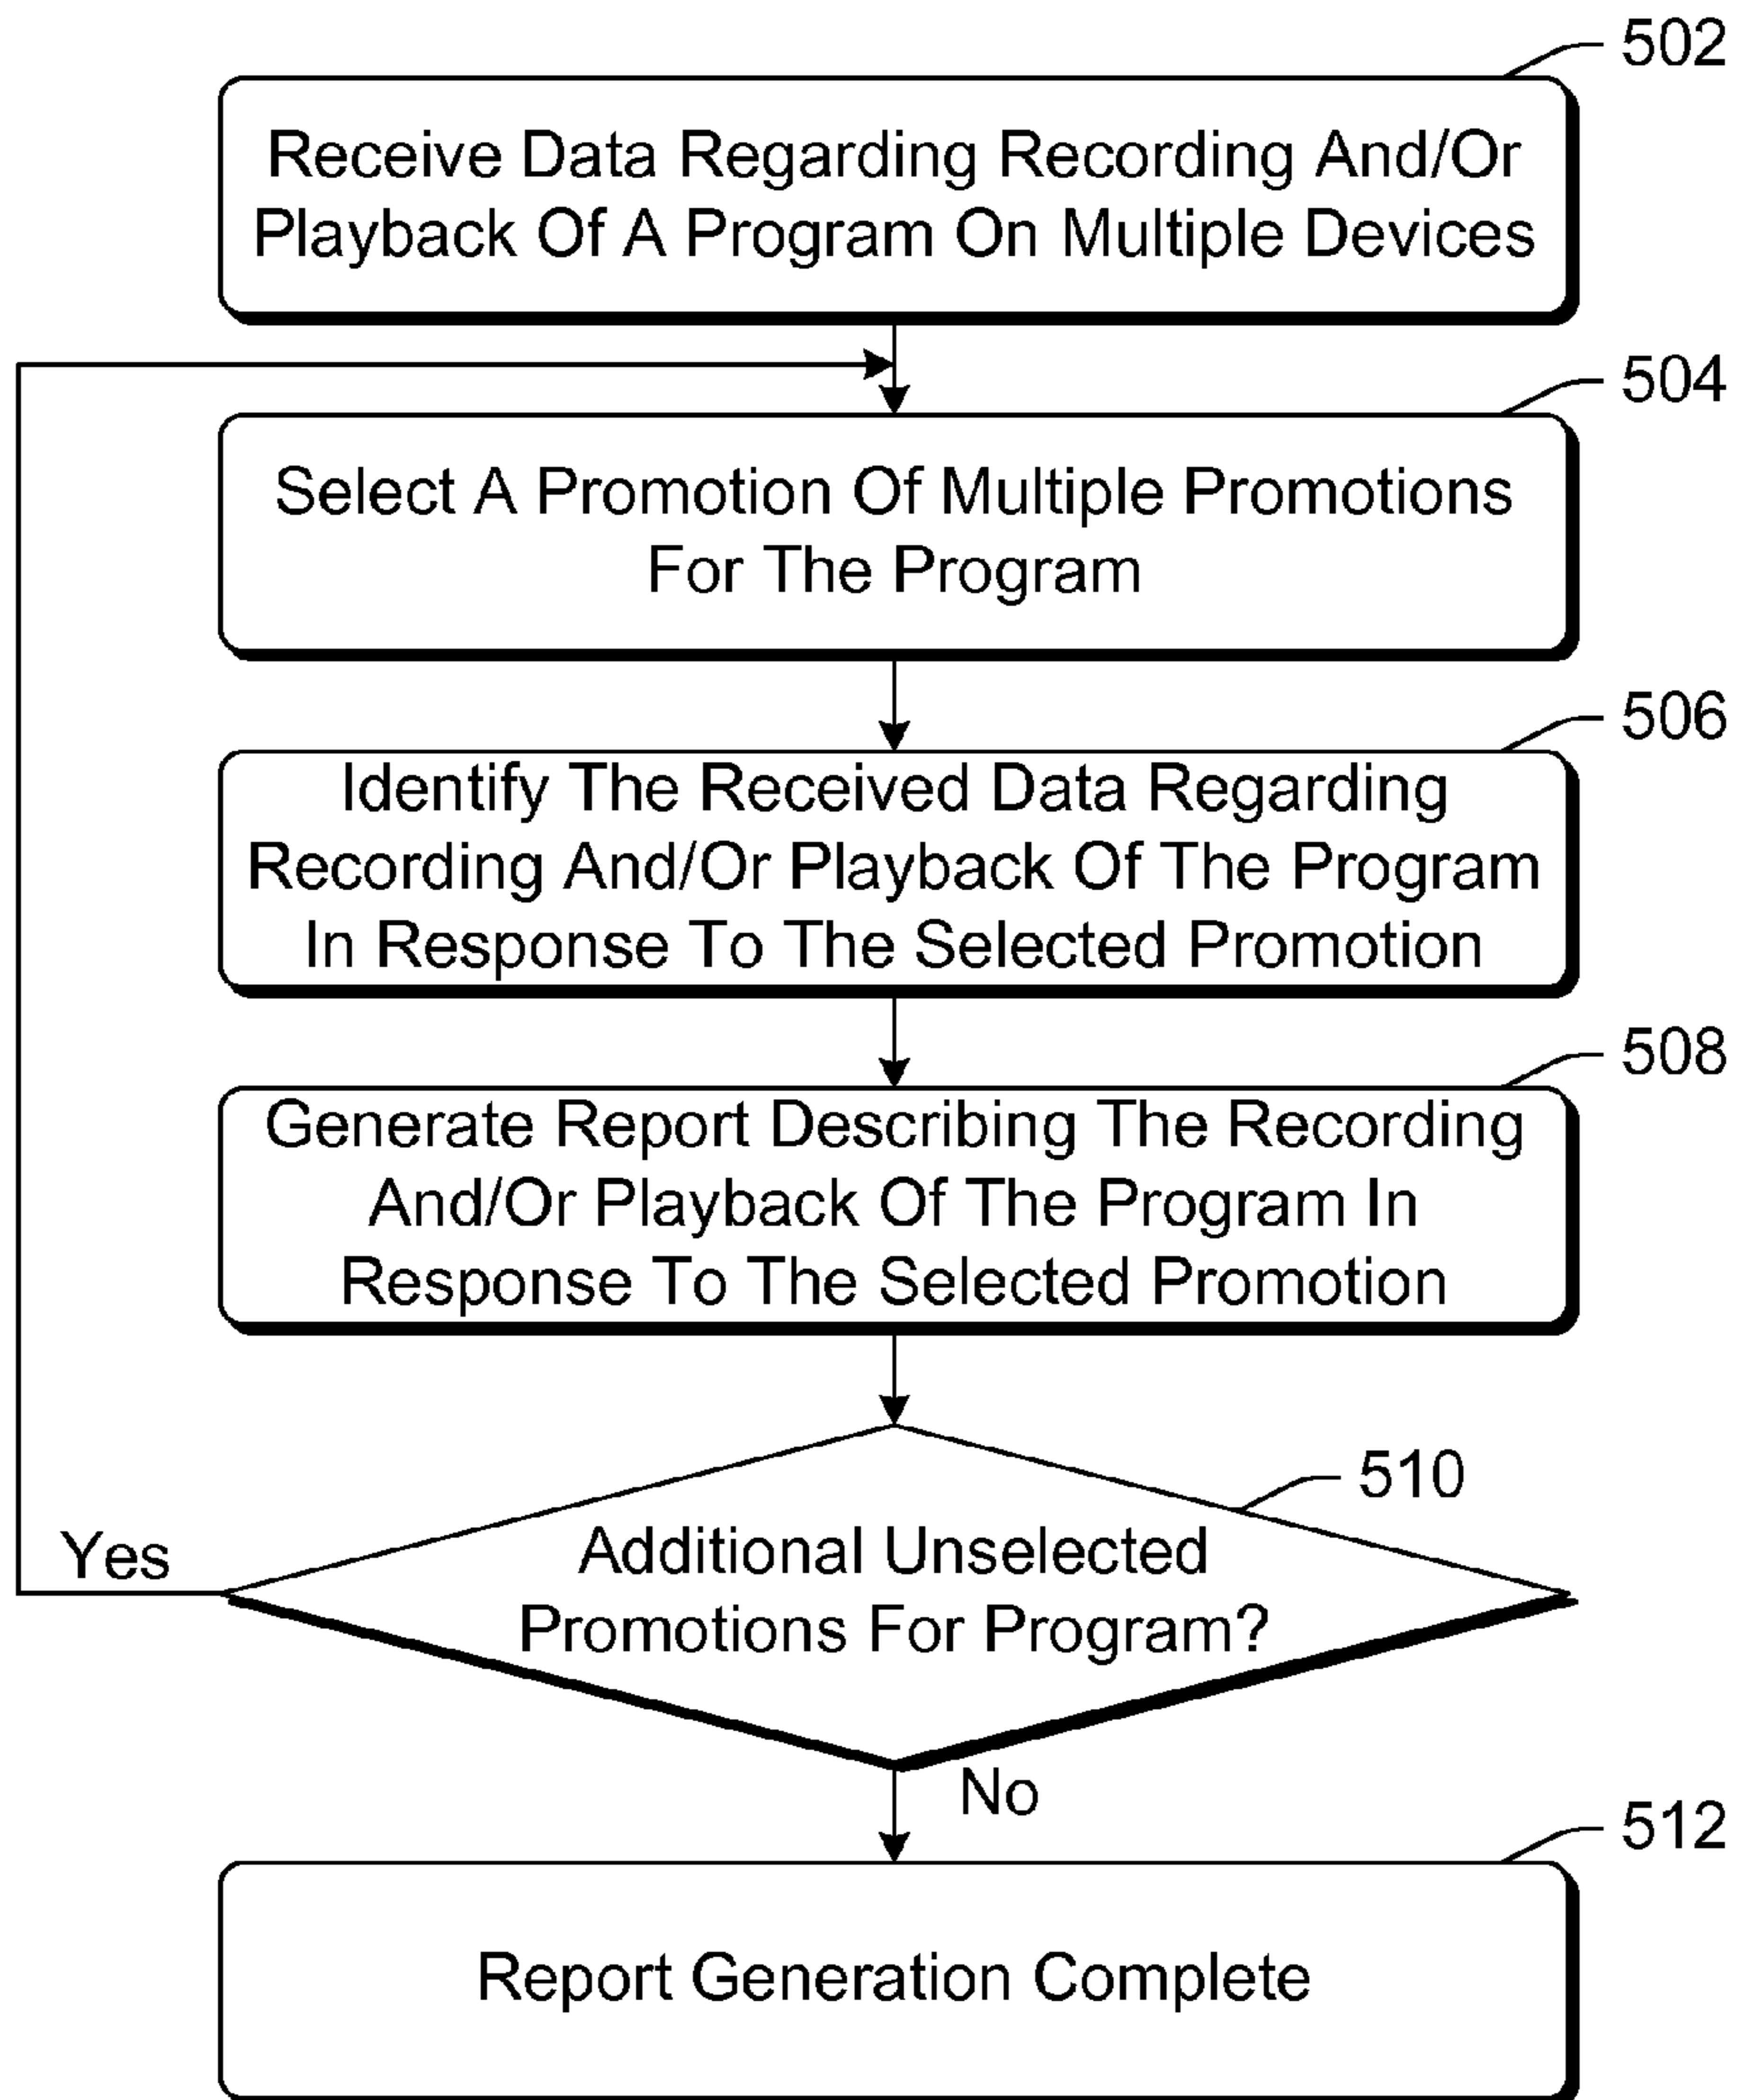 502
Receive Data Regarding Recording And/Or
Playback Of A Program On Multiple Devices
504
Select A Promotion Of Multiple Promotions
For The Program
506
Identify The Received Data Regarding
Recording And/Or Playback Of The Program
In Response To The Selected Promotion
508
Generate Report Describing The Recording
And/Or Playback Of The Program In
Response To The Selected Promotion
510
Yes
Additional Unselected
Promotions For Program?
No
512
Report Generation Complete